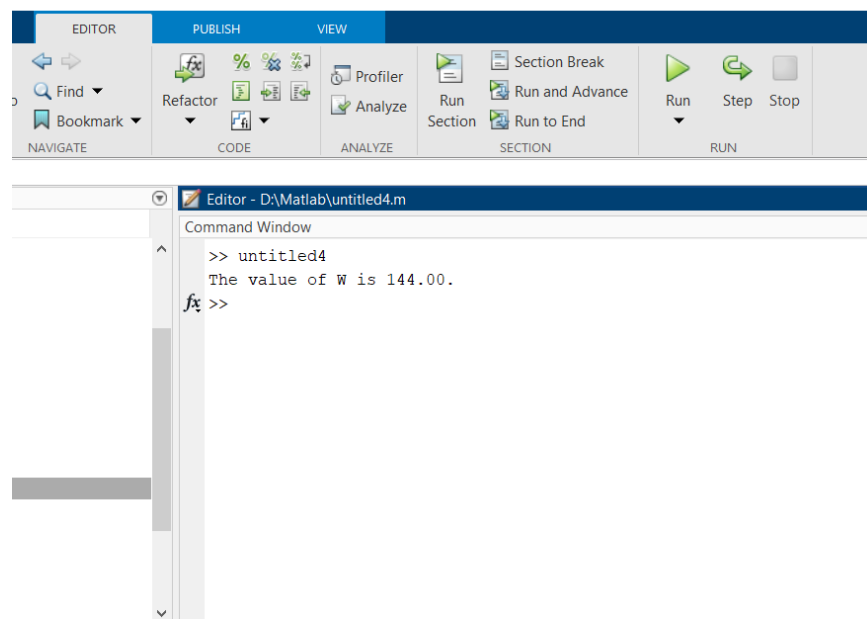 EDITOR PUBLISH VIEW
Find
Bookmark
NAVIGATE
fx
Refactor
CODE
Profiler
Analyze
ANALYZE
Run
Section
Section Break
Run and Advance
Run to End
SECTION
Run
Step
Stop
RUN
Editor - D:\Matlab\untitled4.m
Command Window
>> untitled4
The value of W is 144.00.
fx >>